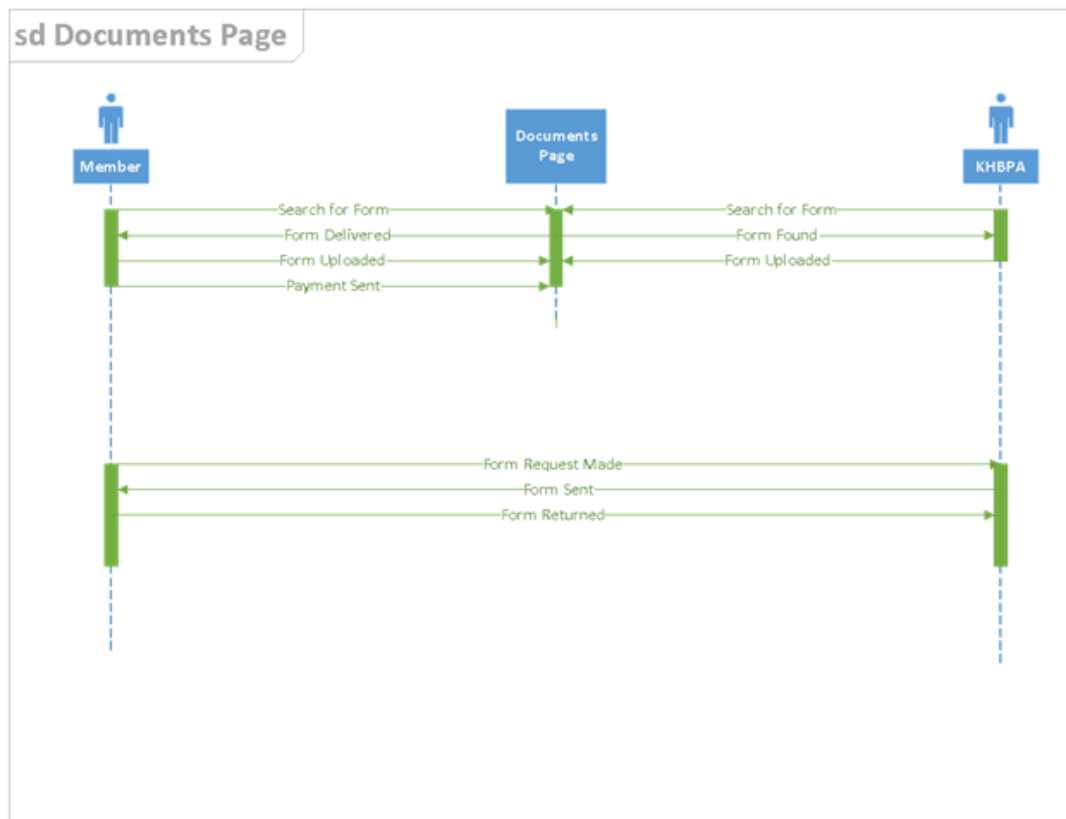 sd Documents Page
Member
Documents
Page
KHBPA
Search for Form
Search for Form
Form Delivered
Form Found
Form Uploaded
Form Uploaded
Payment Sent
Form Request Made
Form Sent
Form Returned